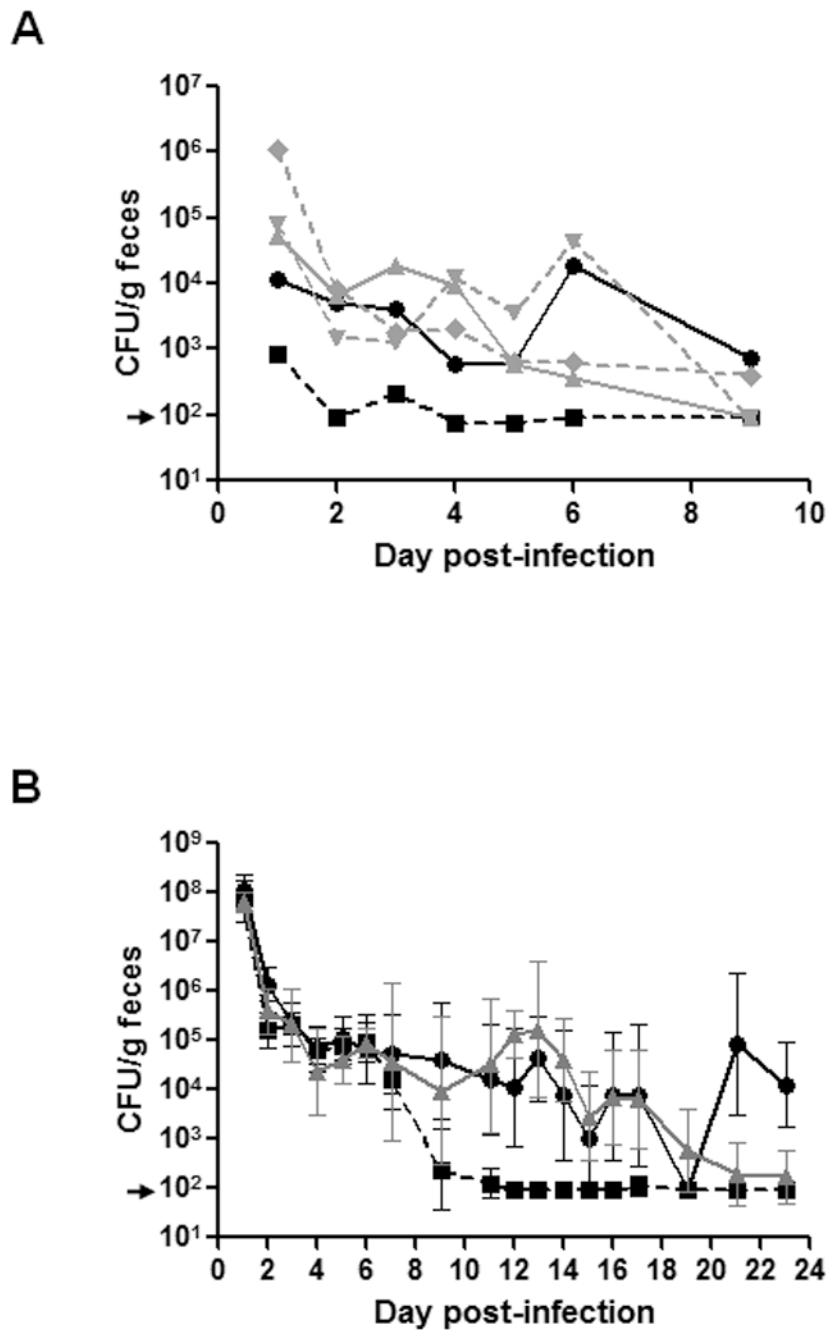 A
10⁷
10⁶
10⁵
10⁴
10³
10²
10¹
CFU/g feces
0 2 4 6 8 10
Day post-infection
B
10⁹
10⁸
10⁷
10⁶
10⁵
10⁴
10³
10²
10¹
CFU/g feces
0 2 4 6 8 10 12 14 16 18 20 22 24
Day post-infection